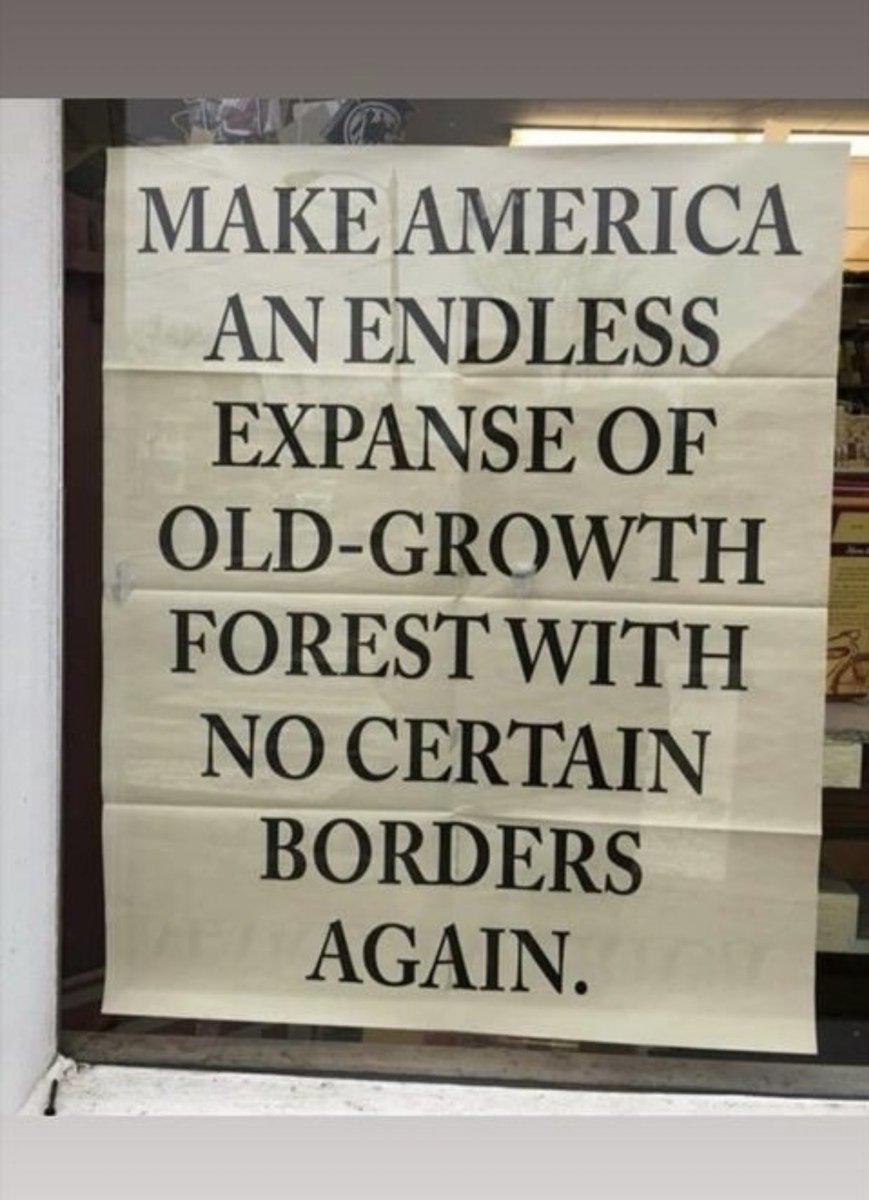 MAKE AMERICA
AN ENDLESS
EXPANSE OF
OLD-GROWTH
FOREST WITH
NO CERTAIN
BORDERS
AGAIN.